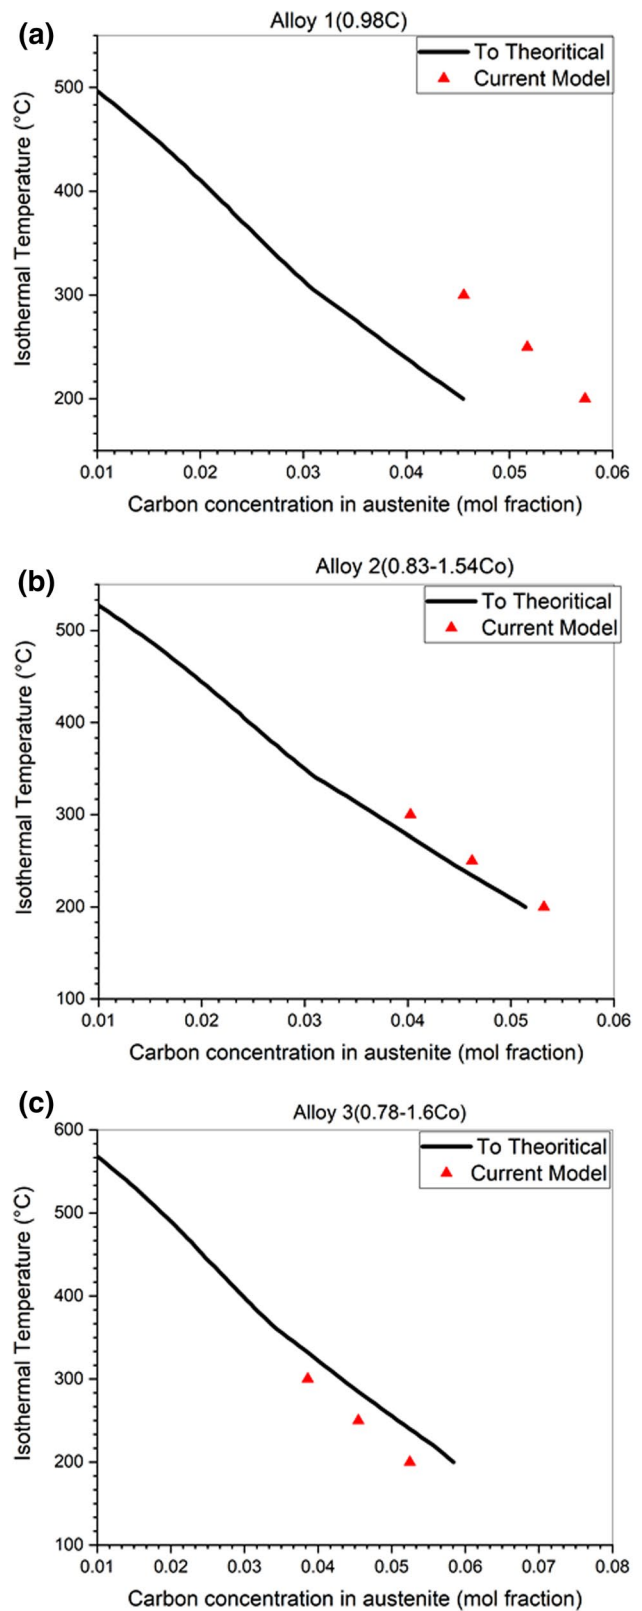 (a)
Alloy 1(0.98C)
To Theoritical
Current Model
Isothermal Temperature (°C)
500
400
300
200
0.01 0.02 0.03 0.04 0.05 0.06
Carbon concentration in austenite (mol fraction)
(b)
Alloy 2(0.83-1.54Co)
To Theoritical
Current Model
Isothermal Temperature (°C)
500
400
300
200
100
0.01 0.02 0.03 0.04 0.05 0.06
Carbon concentration in austenite (mol fraction)
(c)
Alloy 3(0.78-1.6Co)
To Theoritical
Current Model
Isothermal Temperature (°C)
600
500
400
300
200
100
0.01 0.02 0.03 0.04 0.05 0.06 0.07 0.08
Carbon concentration in austenite (mol fraction)